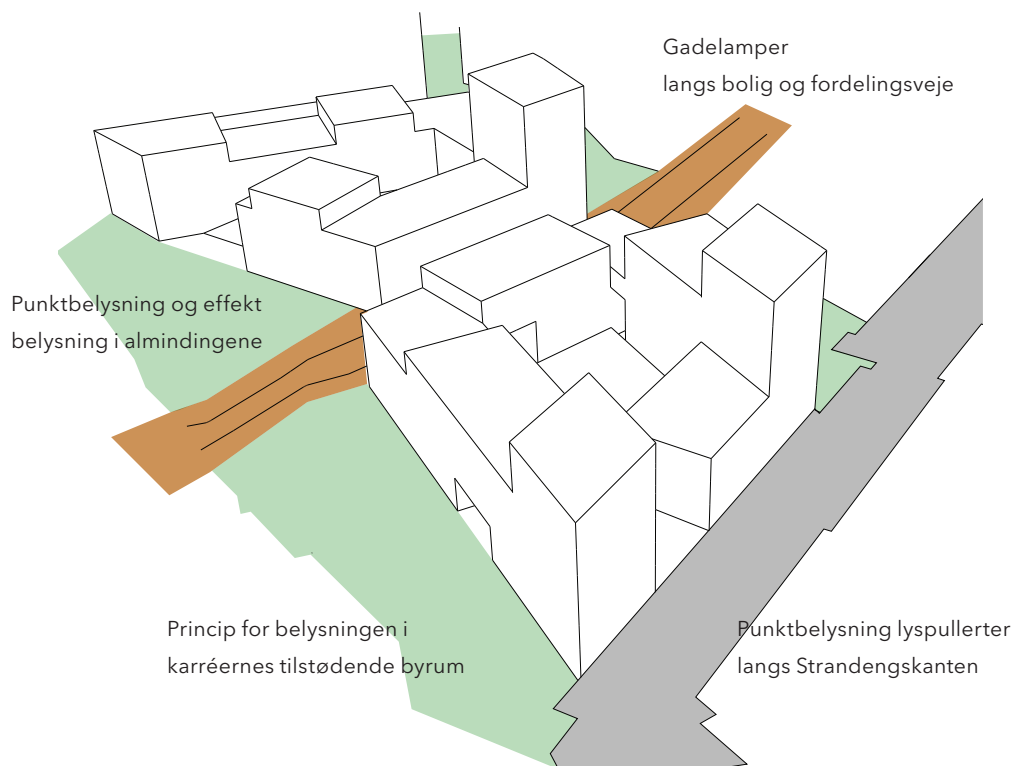 Gadelamper
langs bolig og fordelingsveje
Punktbelysning og effekt
belysning i almindingene
Princip for belysningen i
karréernes tilstødende byrum
Punktbelysning lyspullerter
langs Strandengskanten